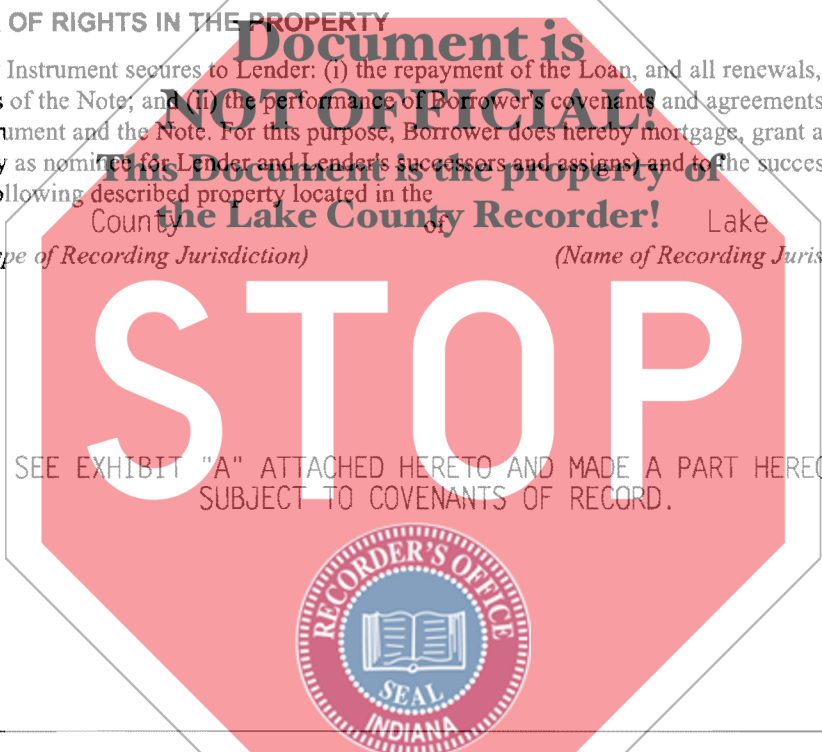 OF RIGHTS IN THE PROPERTY
Document is
Instrument secures to Lender: (i) the repayment of the Loan, and all renewals,
of the Note; and (ii) the performance of Borrower's covenants and agreements
NOT OFFICIAL!
ument and the Note. For this purpose, Borrower does hereby mortgage, grant a
as nominee for Lender and Lender's successors and assigns) and to the succes
This Document is the property of
llowing described property located in the
the Lake County Recorder!
County of Lake
pe of Recording Jurisdiction) (Name of Recording Juris
STOP
SEE EXHIBIT "A" ATTACHED HERETO AND MADE A PART HEREO
SUBJECT TO COVENANTS OF RECORD.
RECORDER'S OFFICE
SEAL
INDIANA